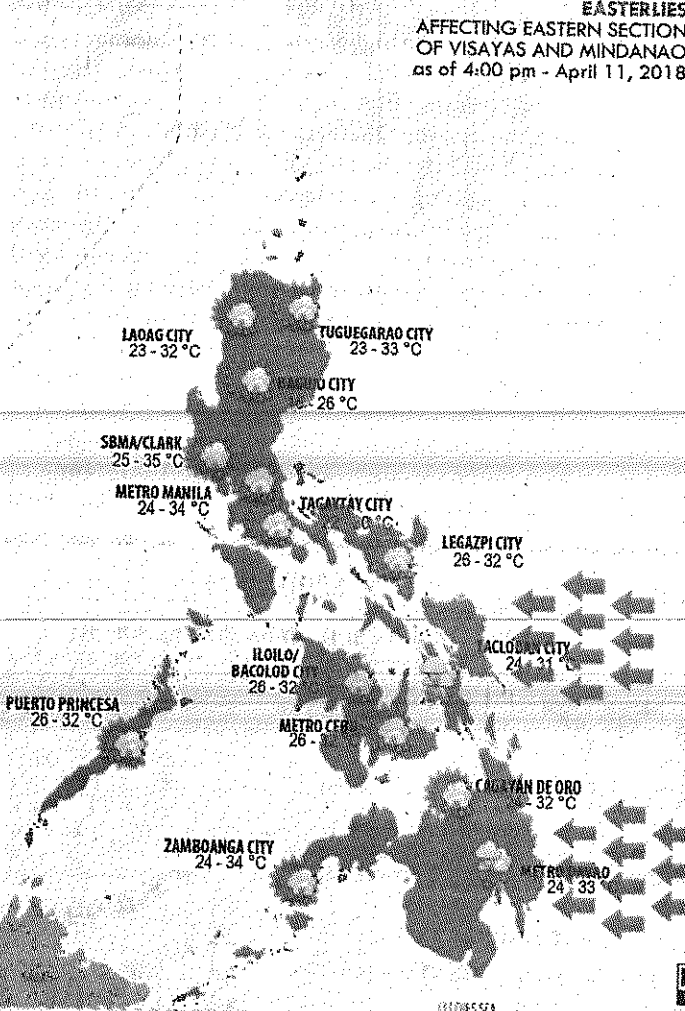 EASTERLIES
AFFECTING EASTERN SECTION
OF VISAYAS AND MINDANAO
as of 4:00 pm - April 11, 2018
LAOAG CITY
23 - 32 °C
TUGUEGARAO CITY
23 - 33 °C
CITY
26 °C
SBMA/CLARK
25 - 35 °C
METRO MANILA
24 - 34 °C
TAGAYTAY CITY
LEGAZPI CITY
26 - 32 °C
TACLOBAN CITY
24 - 31 °C
ILOILO/
BACOLOD CITY
26 - 32
PUERTO PRINCESA
26 - 32 °C
METRO CEBU
26 -
CAGAYAN DE ORO
- 32 °C
ZAMBOANGA CITY
24 - 34 °C
METRO DAVAO
24 - 33